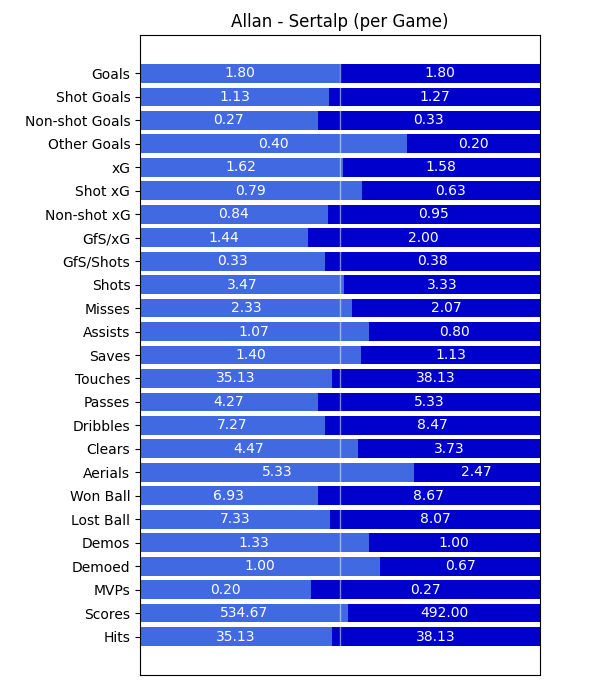 Allan - Sertalp (per Game)
Goals 1.80 1.80
Shot Goals 1.13 1.27
Non-shot Goals 0.27 0.33
Other Goals 0.40 0.20
xG 1.62 1.58
Shot xG 0.79 0.63
Non-shot xG 0.84 0.95
GfS/xG 1.44 2.00
GfS/Shots 0.33 0.38
Shots 3.47 3.33
Misses 2.33 2.07
Assists 1.07 0.80
Saves 1.40 1.13
Touches 35.13 38.13
Passes 4.27 5.33
Dribbles 7.27 8.47
Clears 4.47 3.73
Aerials 5.33 2.47
Won Ball 6.93 8.67
Lost Ball 7.33 8.07
Demos 1.33 1.00
Demoed 1.00 0.67
MVPs 0.20 0.27
Scores 534.67 492.00
Hits 35.13 38.13